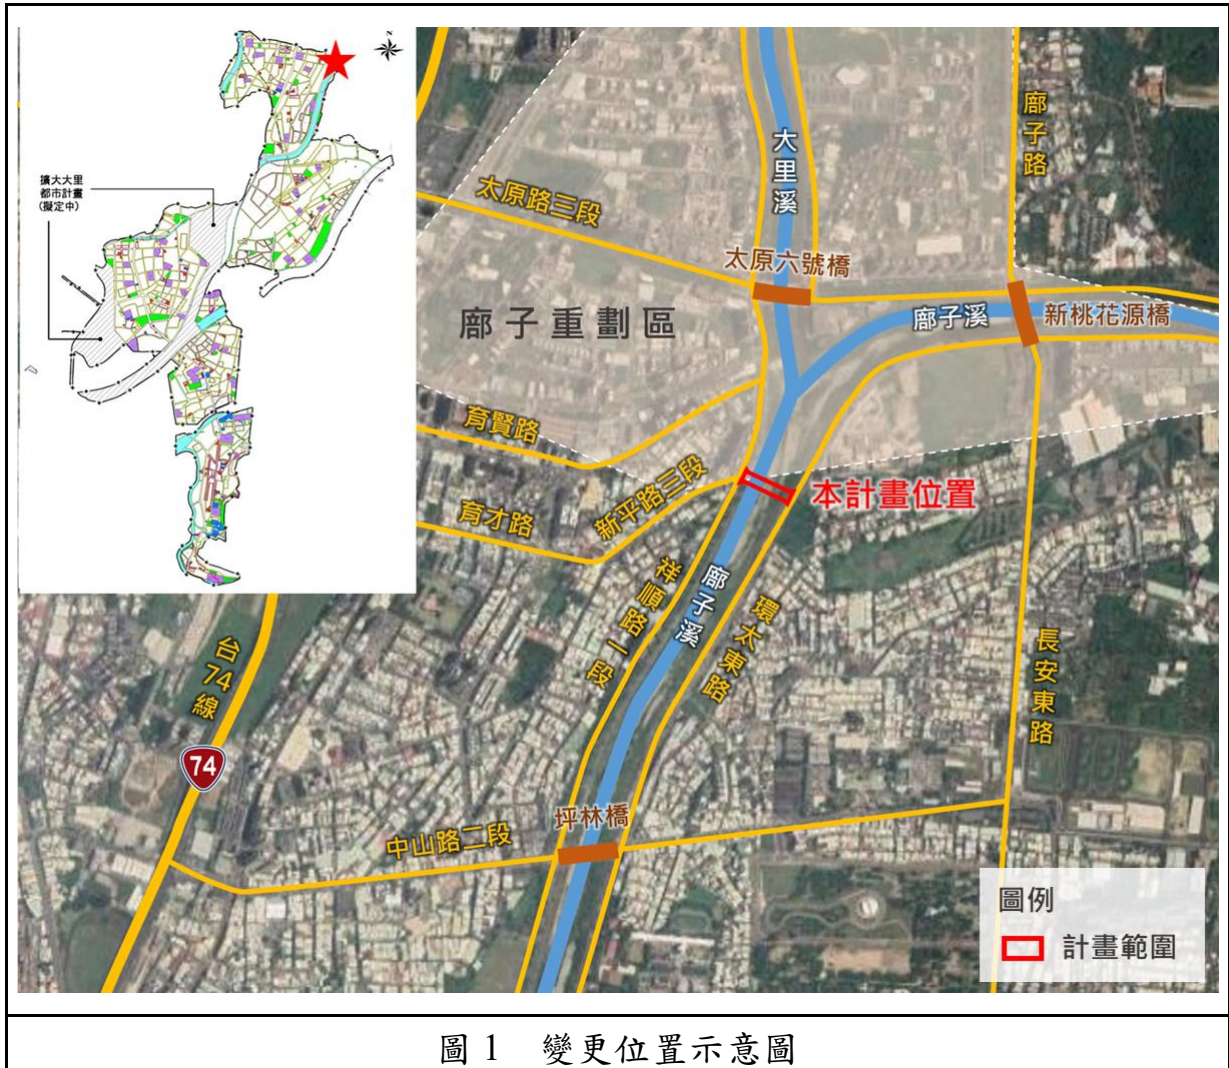 N
擴大大里
都市計畫
(擬定中)
廍子路
大里溪
太原路三段
太原六號橋
廍子溪
新桃花源橋
廍子重劃區
育賢路
新平路三段
育才路
本計畫位置
祥順路一段
廍子溪
環太東路
長安東路
台74線
74
坪林橋
中山路二段
圖例
計畫範圍
圖 1 變更位置示意圖